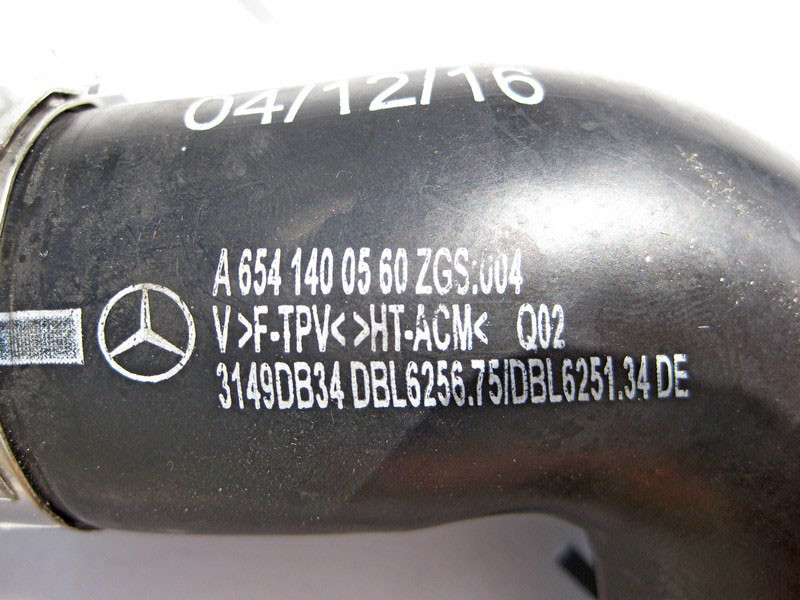 04/12/16
A 654 140 05 60 ZGS:004
V>F-TPV< >HT-ACM< Q02
3149DB34 DBL6256.75/DBL6251.34 DE